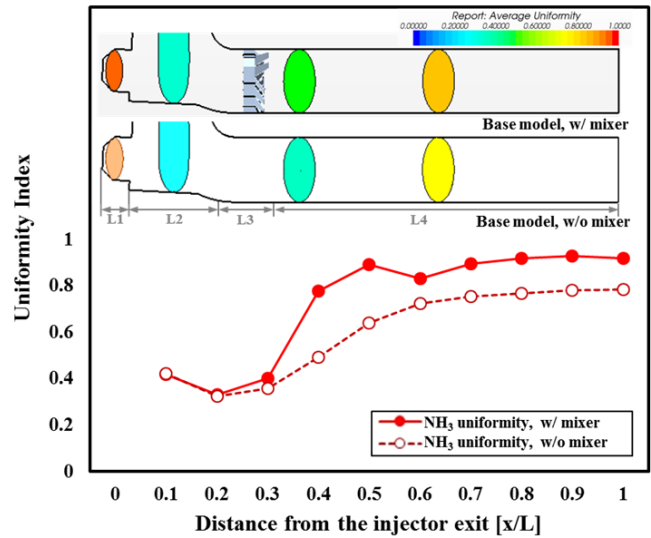 Report: Average Uniformity
0.00000 0.20000 0.40000 0.60000 0.80000 1.0000
Base model, w/ mixer
Base model, w/o mixer
L1 L2 L3 L4
Uniformity Index
1
0.8
0.6
0.4
0.2
0
NH3 uniformity, w/ mixer
NH3 uniformity, w/o mixer
0 0.1 0.2 0.3 0.4 0.5 0.6 0.7 0.8 0.9 1
Distance from the injector exit [x/L]